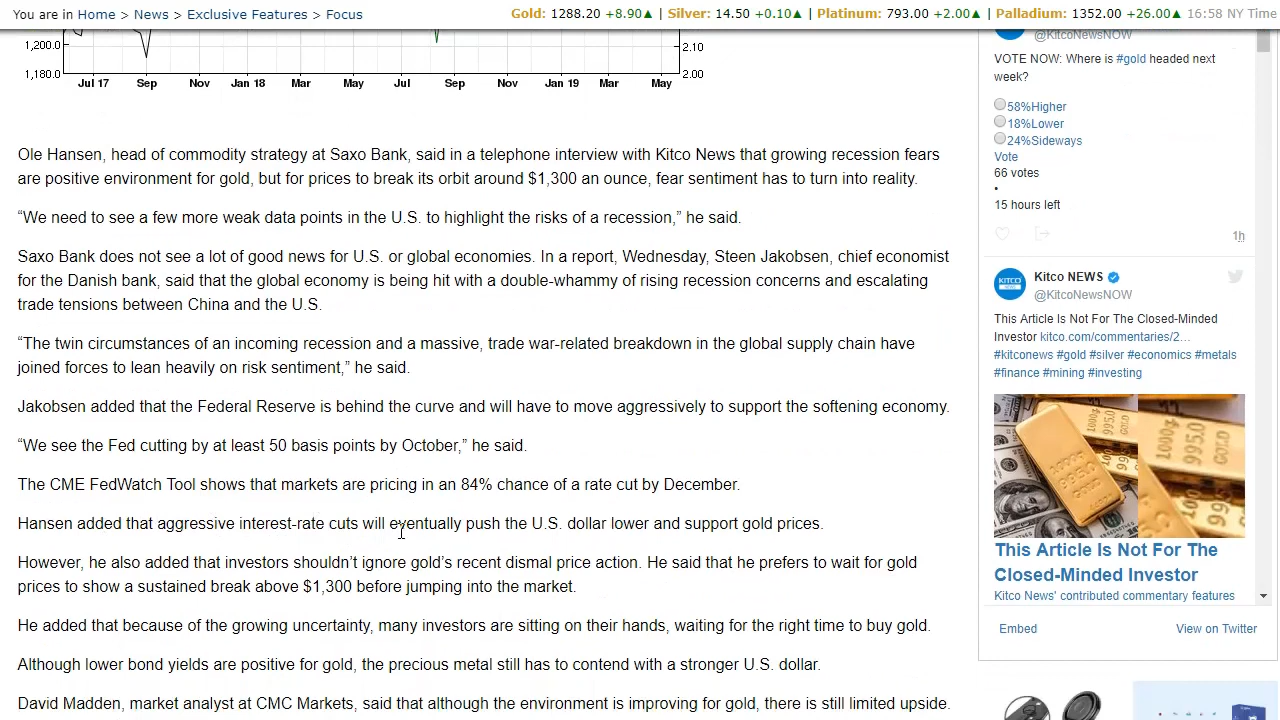 You are in : Home > News > Exclusive Features > Focus
Gold: 1288.20 +8.90▲ | Silver: 14.50 +0.10▲ | Platinum: 793.00 +2.00▲ | Palladium: 1352.00 +26.00▲ 16:58 NY Time
1,200.0
2.10
1,180.0
2.00
Jul 17 Sep Nov Jan 18 Mar May Jul Sep Nov Jan 19 Mar May
Ole Hansen, head of commodity strategy at Saxo Bank, said in a telephone interview with Kitco News that growing recession fears
are positive environment for gold, but for prices to break its orbit around $1,300 an ounce, fear sentiment has to turn into reality.
“We need to see a few more weak data points in the U.S. to highlight the risks of a recession,” he said.
Saxo Bank does not see a lot of good news for U.S. or global economies. In a report, Wednesday, Steen Jakobsen, chief economist
for the Danish bank, said that the global economy is being hit with a double-whammy of rising recession concerns and escalating
trade tensions between China and the U.S.
“The twin circumstances of an incoming recession and a massive, trade war-related breakdown in the global supply chain have
joined forces to lean heavily on risk sentiment,” he said.
Jakobsen added that the Federal Reserve is behind the curve and will have to move aggressively to support the softening economy.
“We see the Fed cutting by at least 50 basis points by October,” he said.
The CME FedWatch Tool shows that markets are pricing in an 84% chance of a rate cut by December.
Hansen added that aggressive interest-rate cuts will eventually push the U.S. dollar lower and support gold prices.
However, he also added that investors shouldn’t ignore gold’s recent dismal price action. He said that he prefers to wait for gold
prices to show a sustained break above $1,300 before jumping into the market.
He added that because of the growing uncertainty, many investors are sitting on their hands, waiting for the right time to buy gold.
Although lower bond yields are positive for gold, the precious metal still has to contend with a stronger U.S. dollar.
David Madden, market analyst at CMC Markets, said that although the environment is improving for gold, there is still limited upside.
@KitcoNewsNOW
VOTE NOW: Where is #gold headed next
week?
58%Higher
18%Lower
24%Sideways
Vote
66 votes
•
15 hours left
1h
KITCO
NEWS
Kitco NEWS
@KitcoNewsNOW
This Article Is Not For The Closed-Minded
Investor kitco.com/commentaries/2…
#kitconews #gold #silver #economics #metals
#finance #mining #investing
1000g
995.0
GOLD
1000g
995.0
GOLD
This Article Is Not For The
Closed-Minded Investor
Kitco News' contributed commentary features
Embed
View on Twitter